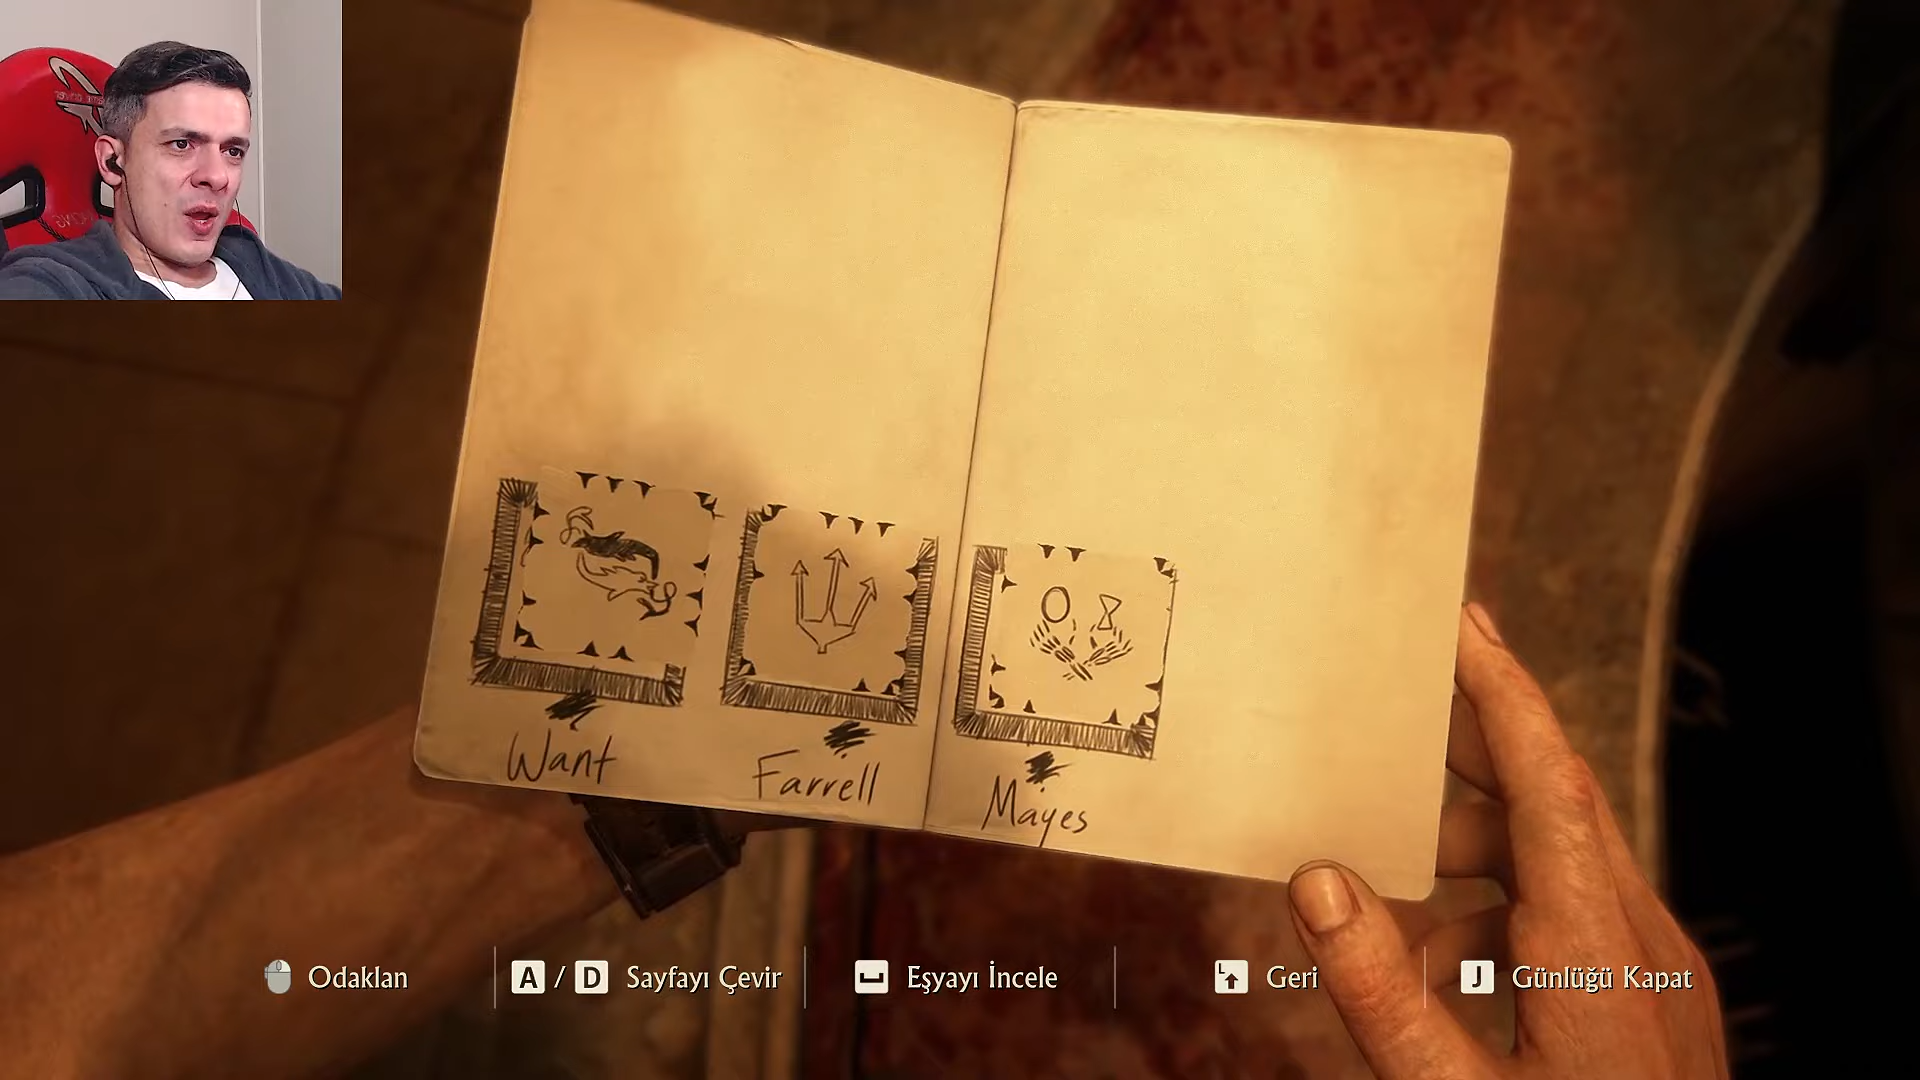 Want
Farrell
Mayes
Odaklan
A / D Sayfayı Çevir
Eşyayı İncele
Geri
J Günlüğü Kapat